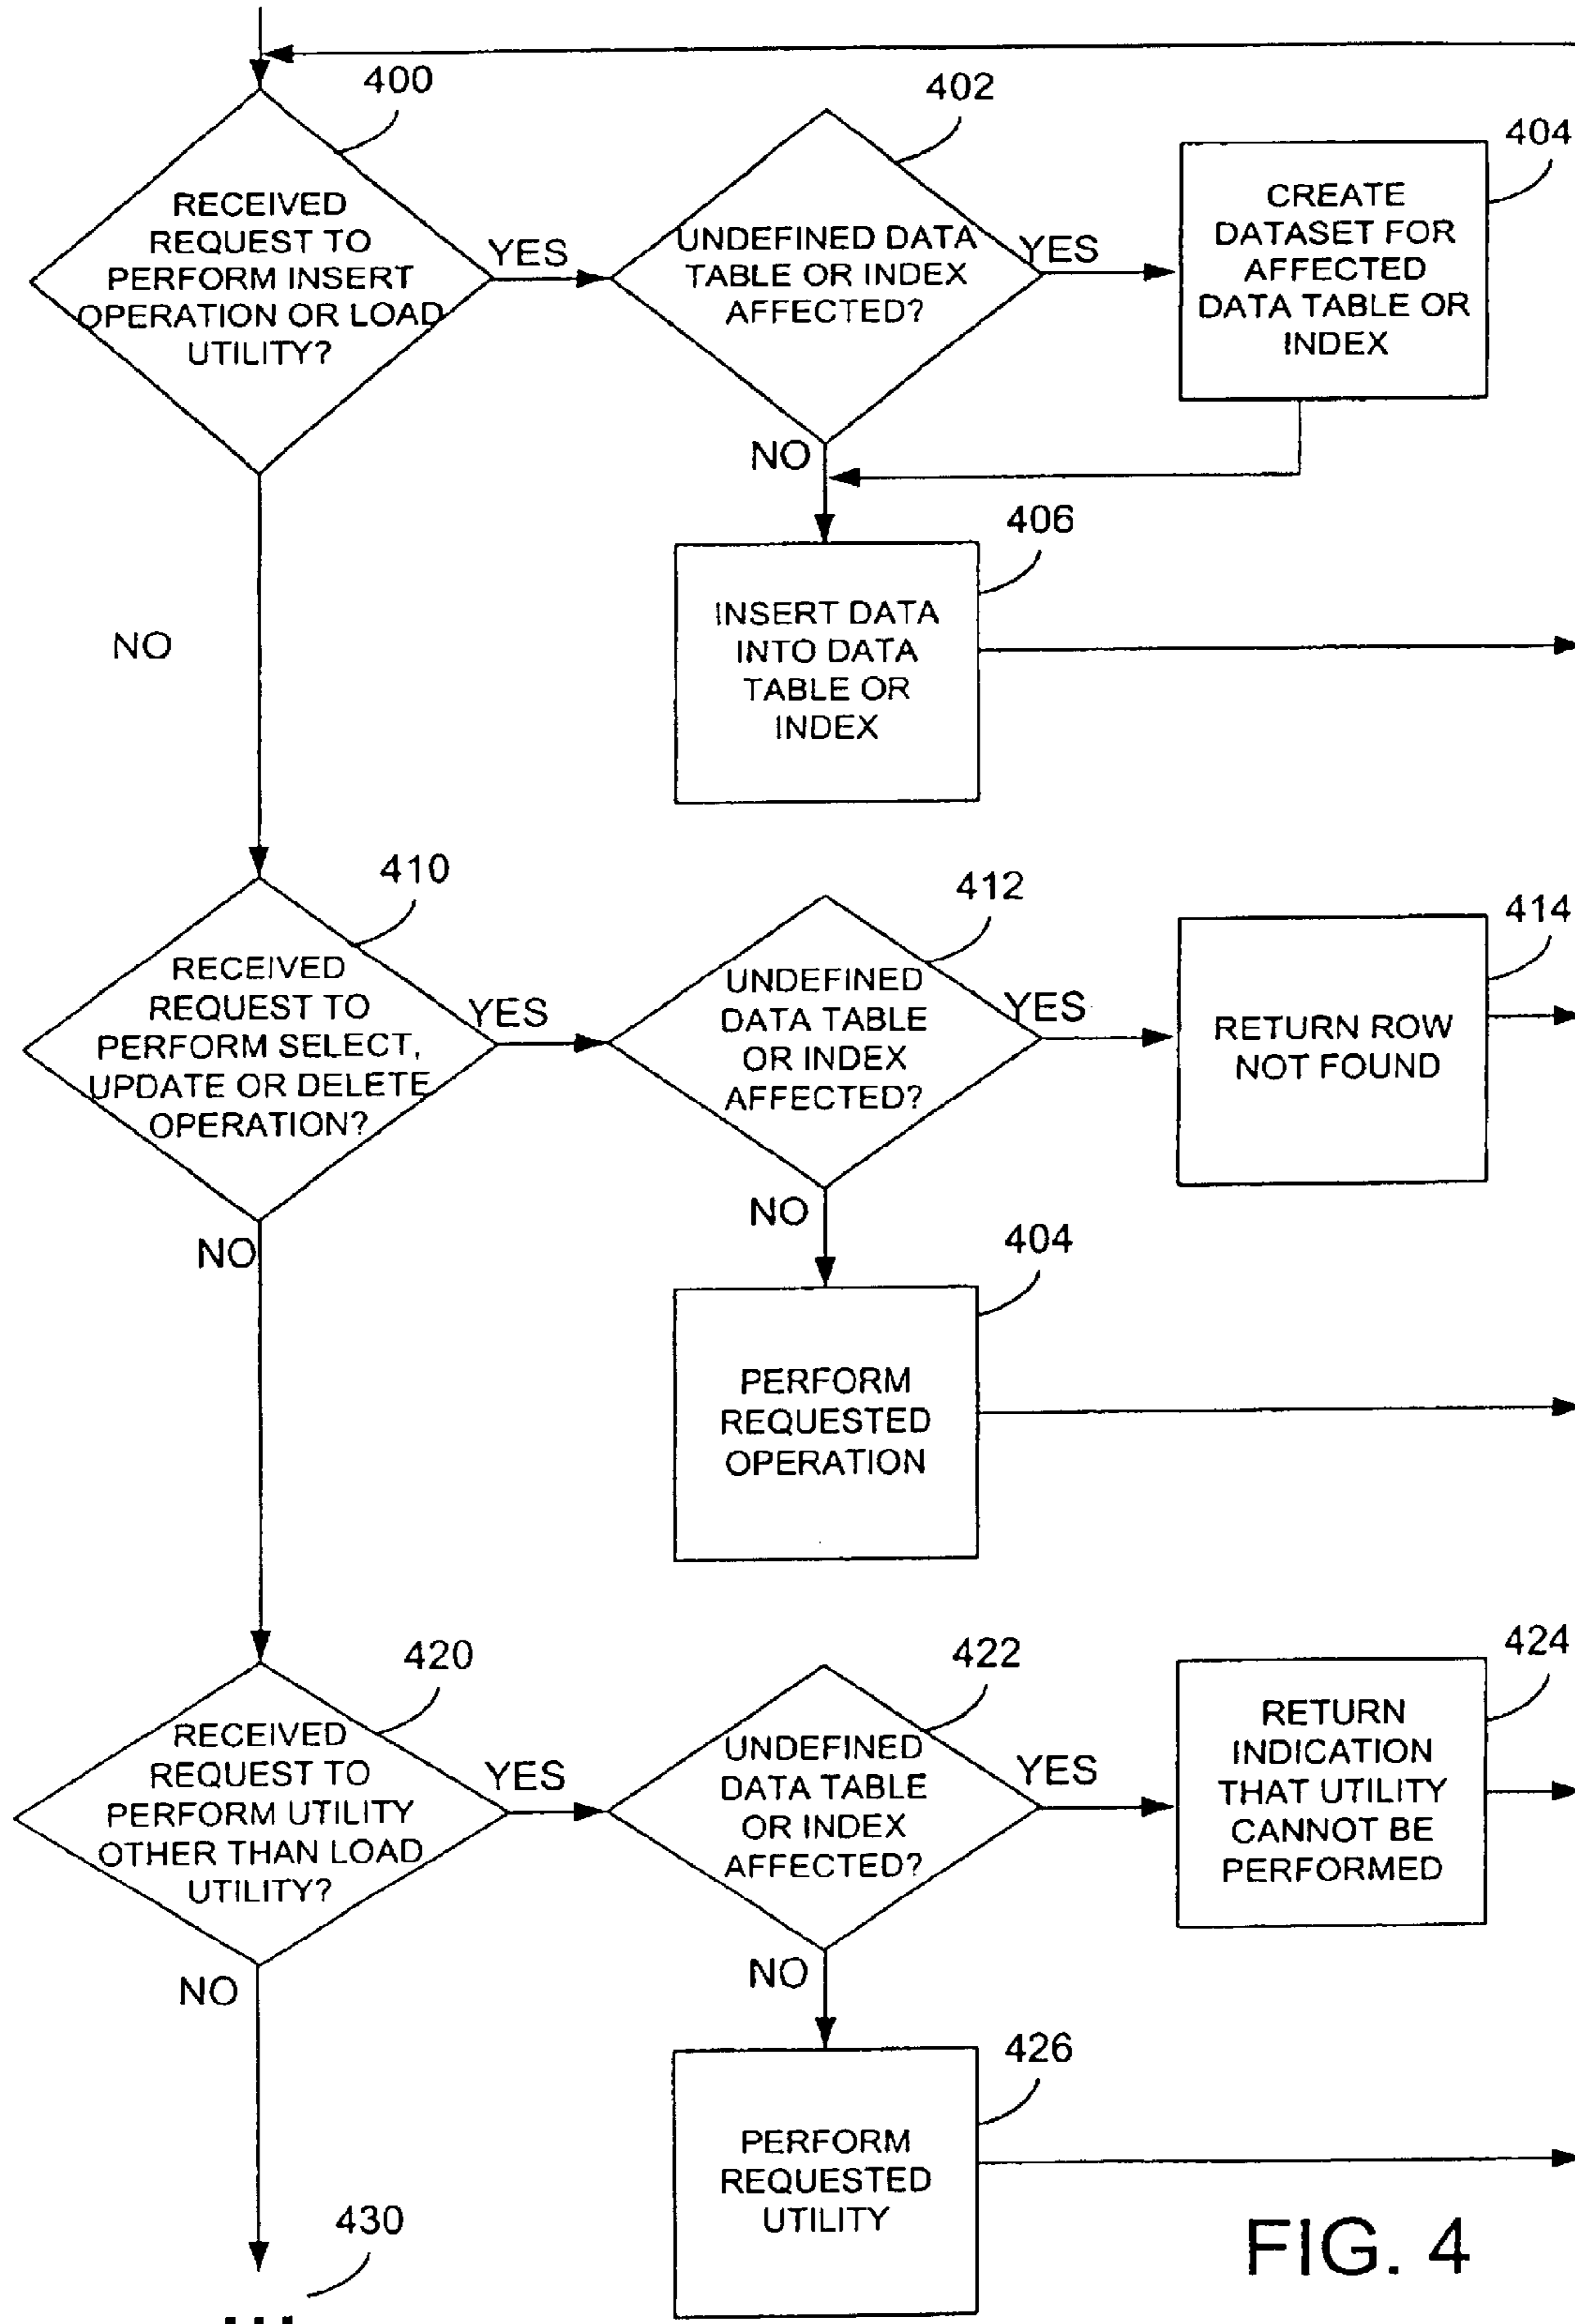 400
RECEIVED
REQUEST TO
PERFORM INSERT
OPERATION OR LOAD
UTILITY?
YES
NO
402
UNDEFINED DATA
TABLE OR INDEX
AFFECTED?
YES
NO
404
CREATE
DATASET FOR
AFFECTED
DATA TABLE OR
INDEX
406
INSERT DATA
INTO DATA
TABLE OR
INDEX
410
RECEIVED
REQUEST TO
PERFORM SELECT,
UPDATE OR DELETE
OPERATION?
YES
NO
412
UNDEFINED
DATA TABLE
OR INDEX
AFFECTED?
YES
NO
414
RETURN ROW
NOT FOUND
404
PERFORM
REQUESTED
OPERATION
420
RECEIVED
REQUEST TO
PERFORM UTILITY
OTHER THAN LOAD
UTILITY?
YES
NO
422
UNDEFINED
DATA TABLE
OR INDEX
AFFECTED?
YES
NO
424
RETURN
INDICATION
THAT UTILITY
CANNOT BE
PERFORMED
426
PERFORM
REQUESTED
UTILITY
430
FIG. 4